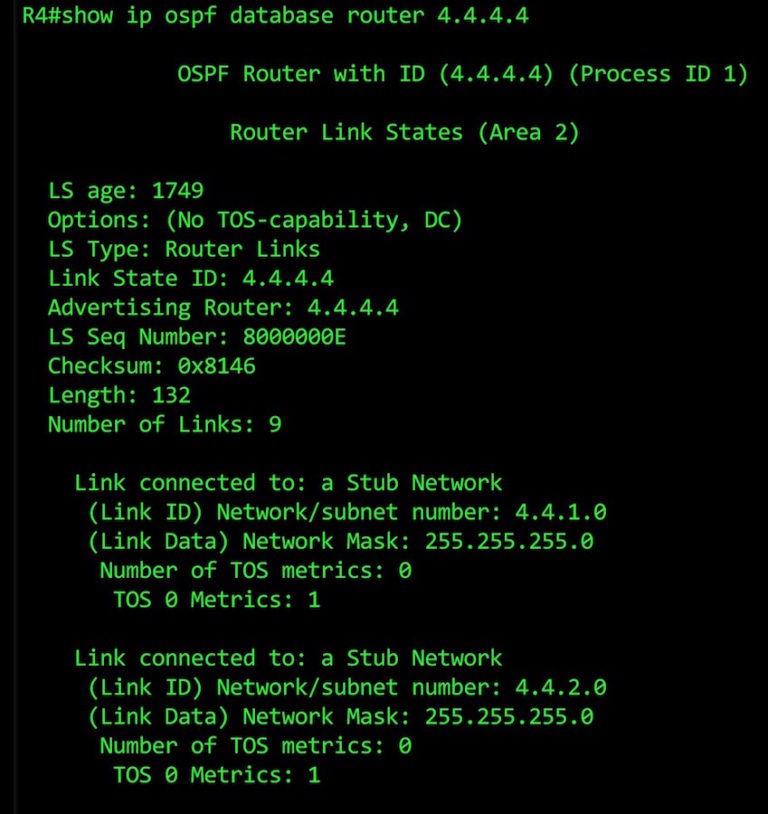 R4#show ip ospf database router 4.4.4.4
OSPF Router with ID (4.4.4.4) (Process ID 1)
Router Link States (Area 2)
LS age: 1749
Options: (No TOS-capability, DC)
LS Type: Router Links
Link State ID: 4.4.4.4
Advertising Router: 4.4.4.4
LS Seq Number: 8000000E
Checksum: 0x8146
Length: 132
Number of Links: 9
Link connected to: a Stub Network
(Link ID) Network/subnet number: 4.4.1.0
(Link Data) Network Mask: 255.255.255.0
Number of TOS metrics: 0
TOS 0 Metrics: 1
Link connected to: a Stub Network
(Link ID) Network/subnet number: 4.4.2.0
(Link Data) Network Mask: 255.255.255.0
Number of TOS metrics: 0
TOS 0 Metrics: 1